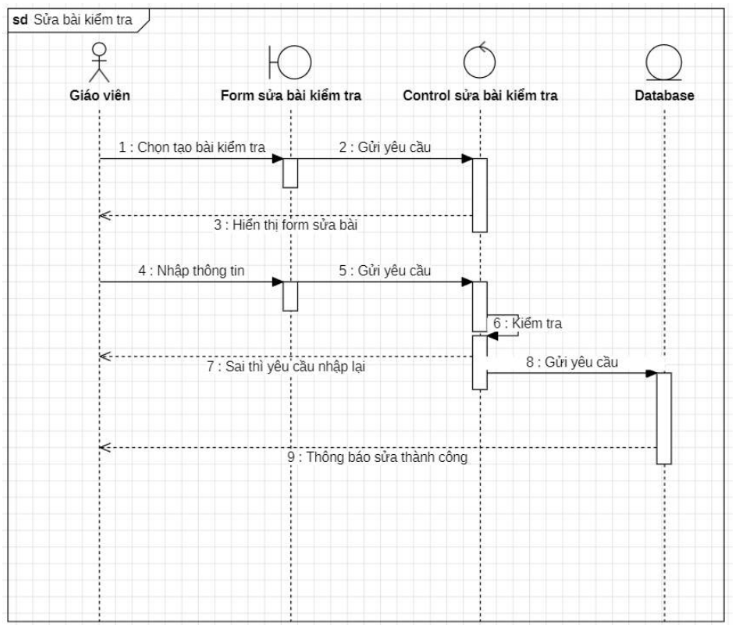 sd Sửa bài kiểm tra
Giáo viên
Form sửa bài kiểm tra
Control sửa bài kiểm tra
Database
1 : Chọn tạo bài kiểm tra
2 : Gửi yêu cầu
3 : Hiển thị form sửa bài
4 : Nhập thông tin
5 : Gửi yêu cầu
6 : Kiểm tra
7 : Sai thì yêu cầu nhập lại
8 : Gửi yêu cầu
9 : Thông báo sửa thành công